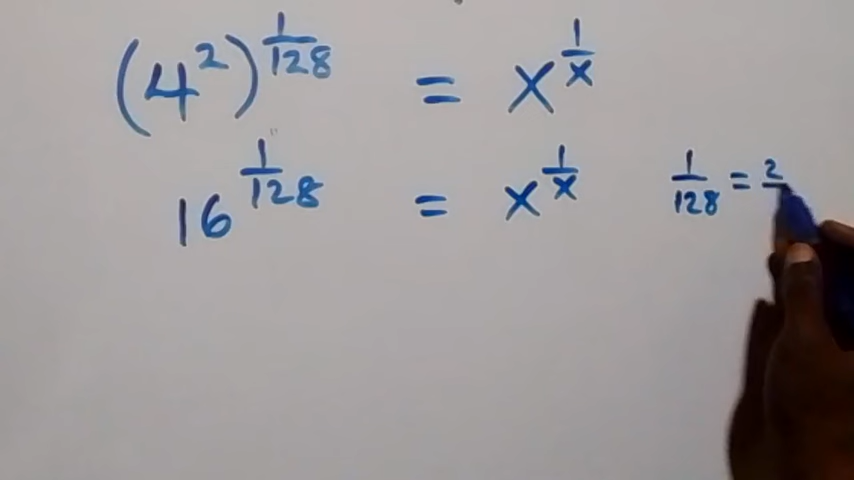 (4²)^(1/128) = x^(1/x)
16^(1/128) = x^(1/x)
1/128 = 2/